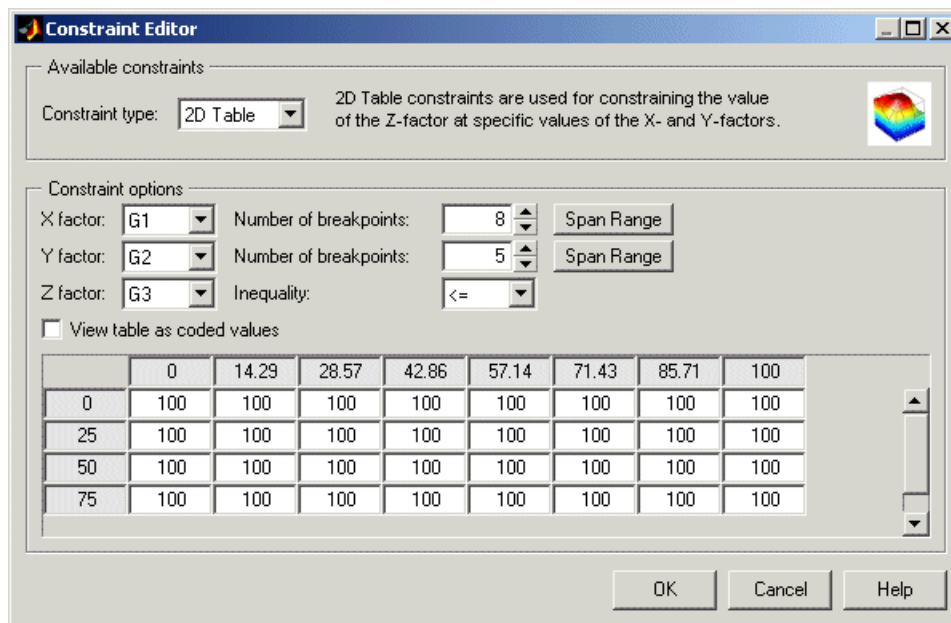 Constraint Editor
Available constraints
Constraint type: 2D Table 2D Table constraints are used for constraining the value
of the Z-factor at specific values of the X- and Y-factors.
Constraint options
X factor: G1 Number of breakpoints: 8 Span Range
Y factor: G2 Number of breakpoints: 5 Span Range
Z factor: G3 Inequality: <=
View table as coded values
0 14.29 28.57 42.86 57.14 71.43 85.71 100
0 100 100 100 100 100 100 100 100
25 100 100 100 100 100 100 100 100
50 100 100 100 100 100 100 100 100
75 100 100 100 100 100 100 100 100
OK Cancel Help